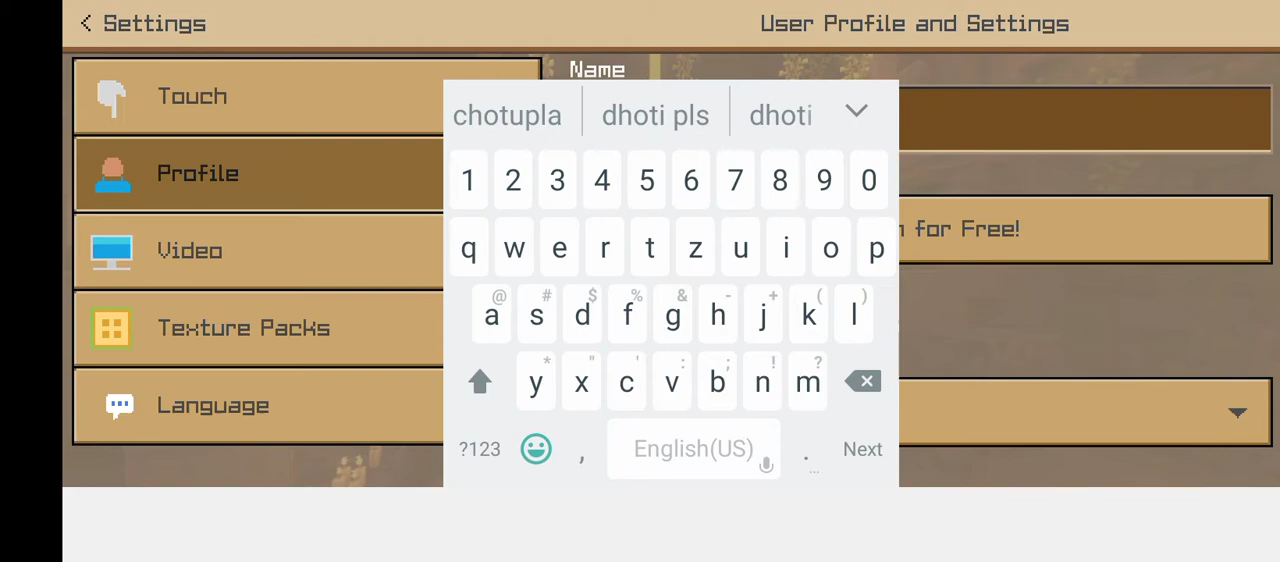 < Settings
User Profile and Settings
Touch
Profile
Video
Texture Packs
Language
Name
for Free!
chotupla
dhoti pls
dhoti
1 2 3 4 5 6 7 8 9 0
q w e r t z u i o p
@ # $ % & - + ( )
a s d f g h j k l
* " ' : ; ! ?
y x c v b n m
?123 , English(US) . Next